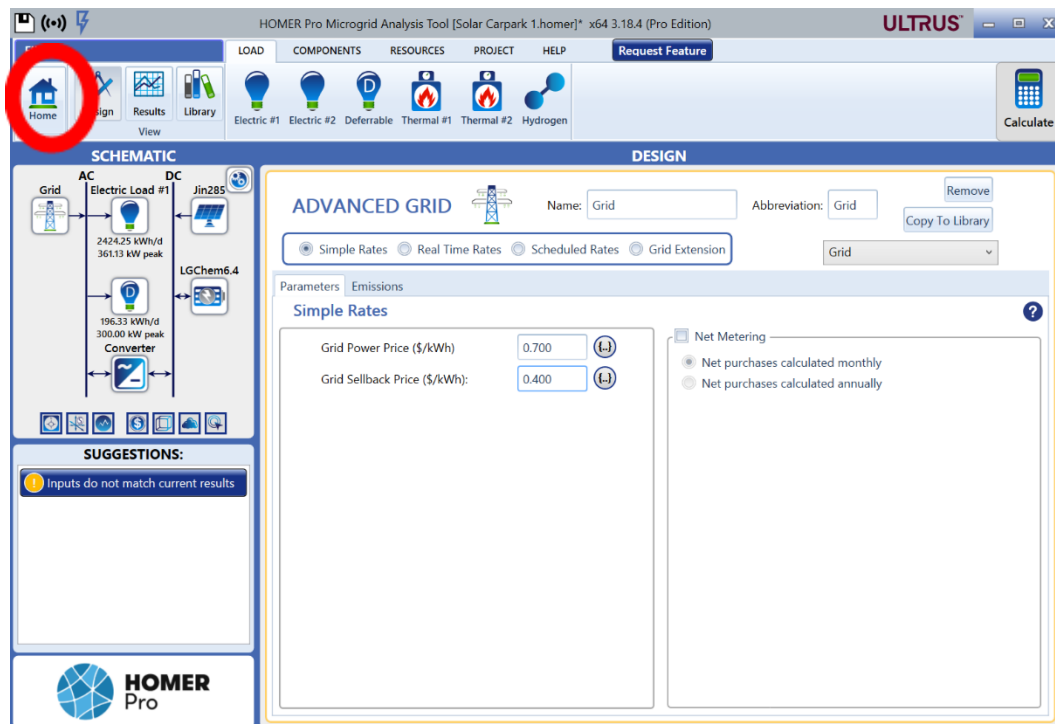 HOMER Pro Microgrid Analysis Tool [Solar Carpark 1.homer]* x64 3.18.4 (Pro Edition)
ULTRUS
LOAD COMPONENTS RESOURCES PROJECT HELP Request Feature
Home Results Library
View
Electric #1 Electric #2 Deferrable Thermal #1 Thermal #2 Hydrogen
D
Calculate
SCHEMATIC
AC DC
Grid Electric Load #1 Jin285
2424.25 kWh/d
361.13 kW peak
LGChem6.4
D
196.33 kWh/d
300.00 kW peak
Converter
SUGGESTIONS:
! Inputs do not match current results
HOMER
Pro
DESIGN
ADVANCED GRID Name: Grid Abbreviation: Grid Remove
Copy To Library
Simple Rates Real Time Rates Scheduled Rates Grid Extension Grid
Parameters Emissions
Simple Rates ?
Grid Power Price ($/kWh) 0.700 {..}
Grid Sellback Price ($/kWh): 0.400 {..}
Net Metering
Net purchases calculated monthly
Net purchases calculated annually